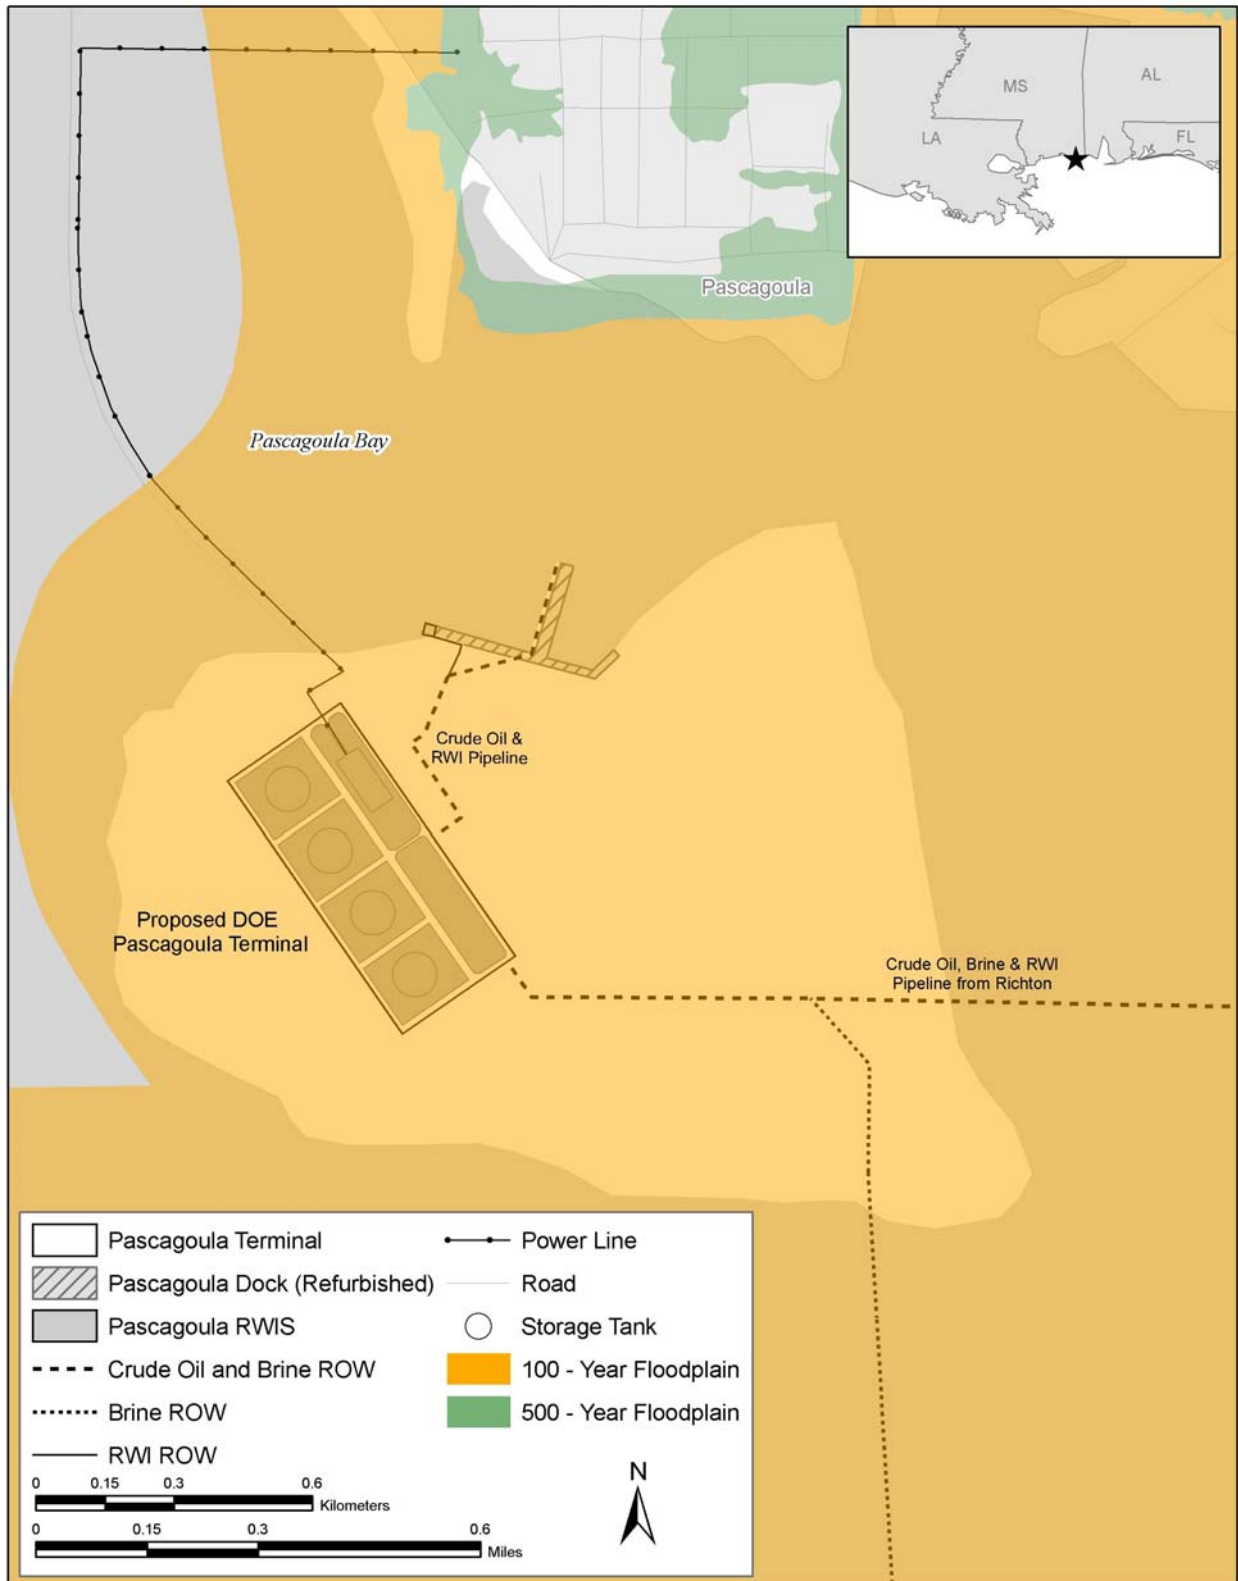 MS
AL
LA
FL
Pascagoula
Pascagoula Bay
Crude Oil &
RWI Pipeline
Proposed DOE
Pascagoula Terminal
Crude Oil, Brine & RWI
Pipeline from Richton
Pascagoula Terminal
Pascagoula Dock (Refurbished)
Pascagoula RWIS
Crude Oil and Brine ROW
Brine ROW
RWI ROW
Power Line
Road
Storage Tank
100 - Year Floodplain
500 - Year Floodplain
0 0.15 0.3 0.6
Kilometers
0 0.15 0.3 0.6
Miles
N